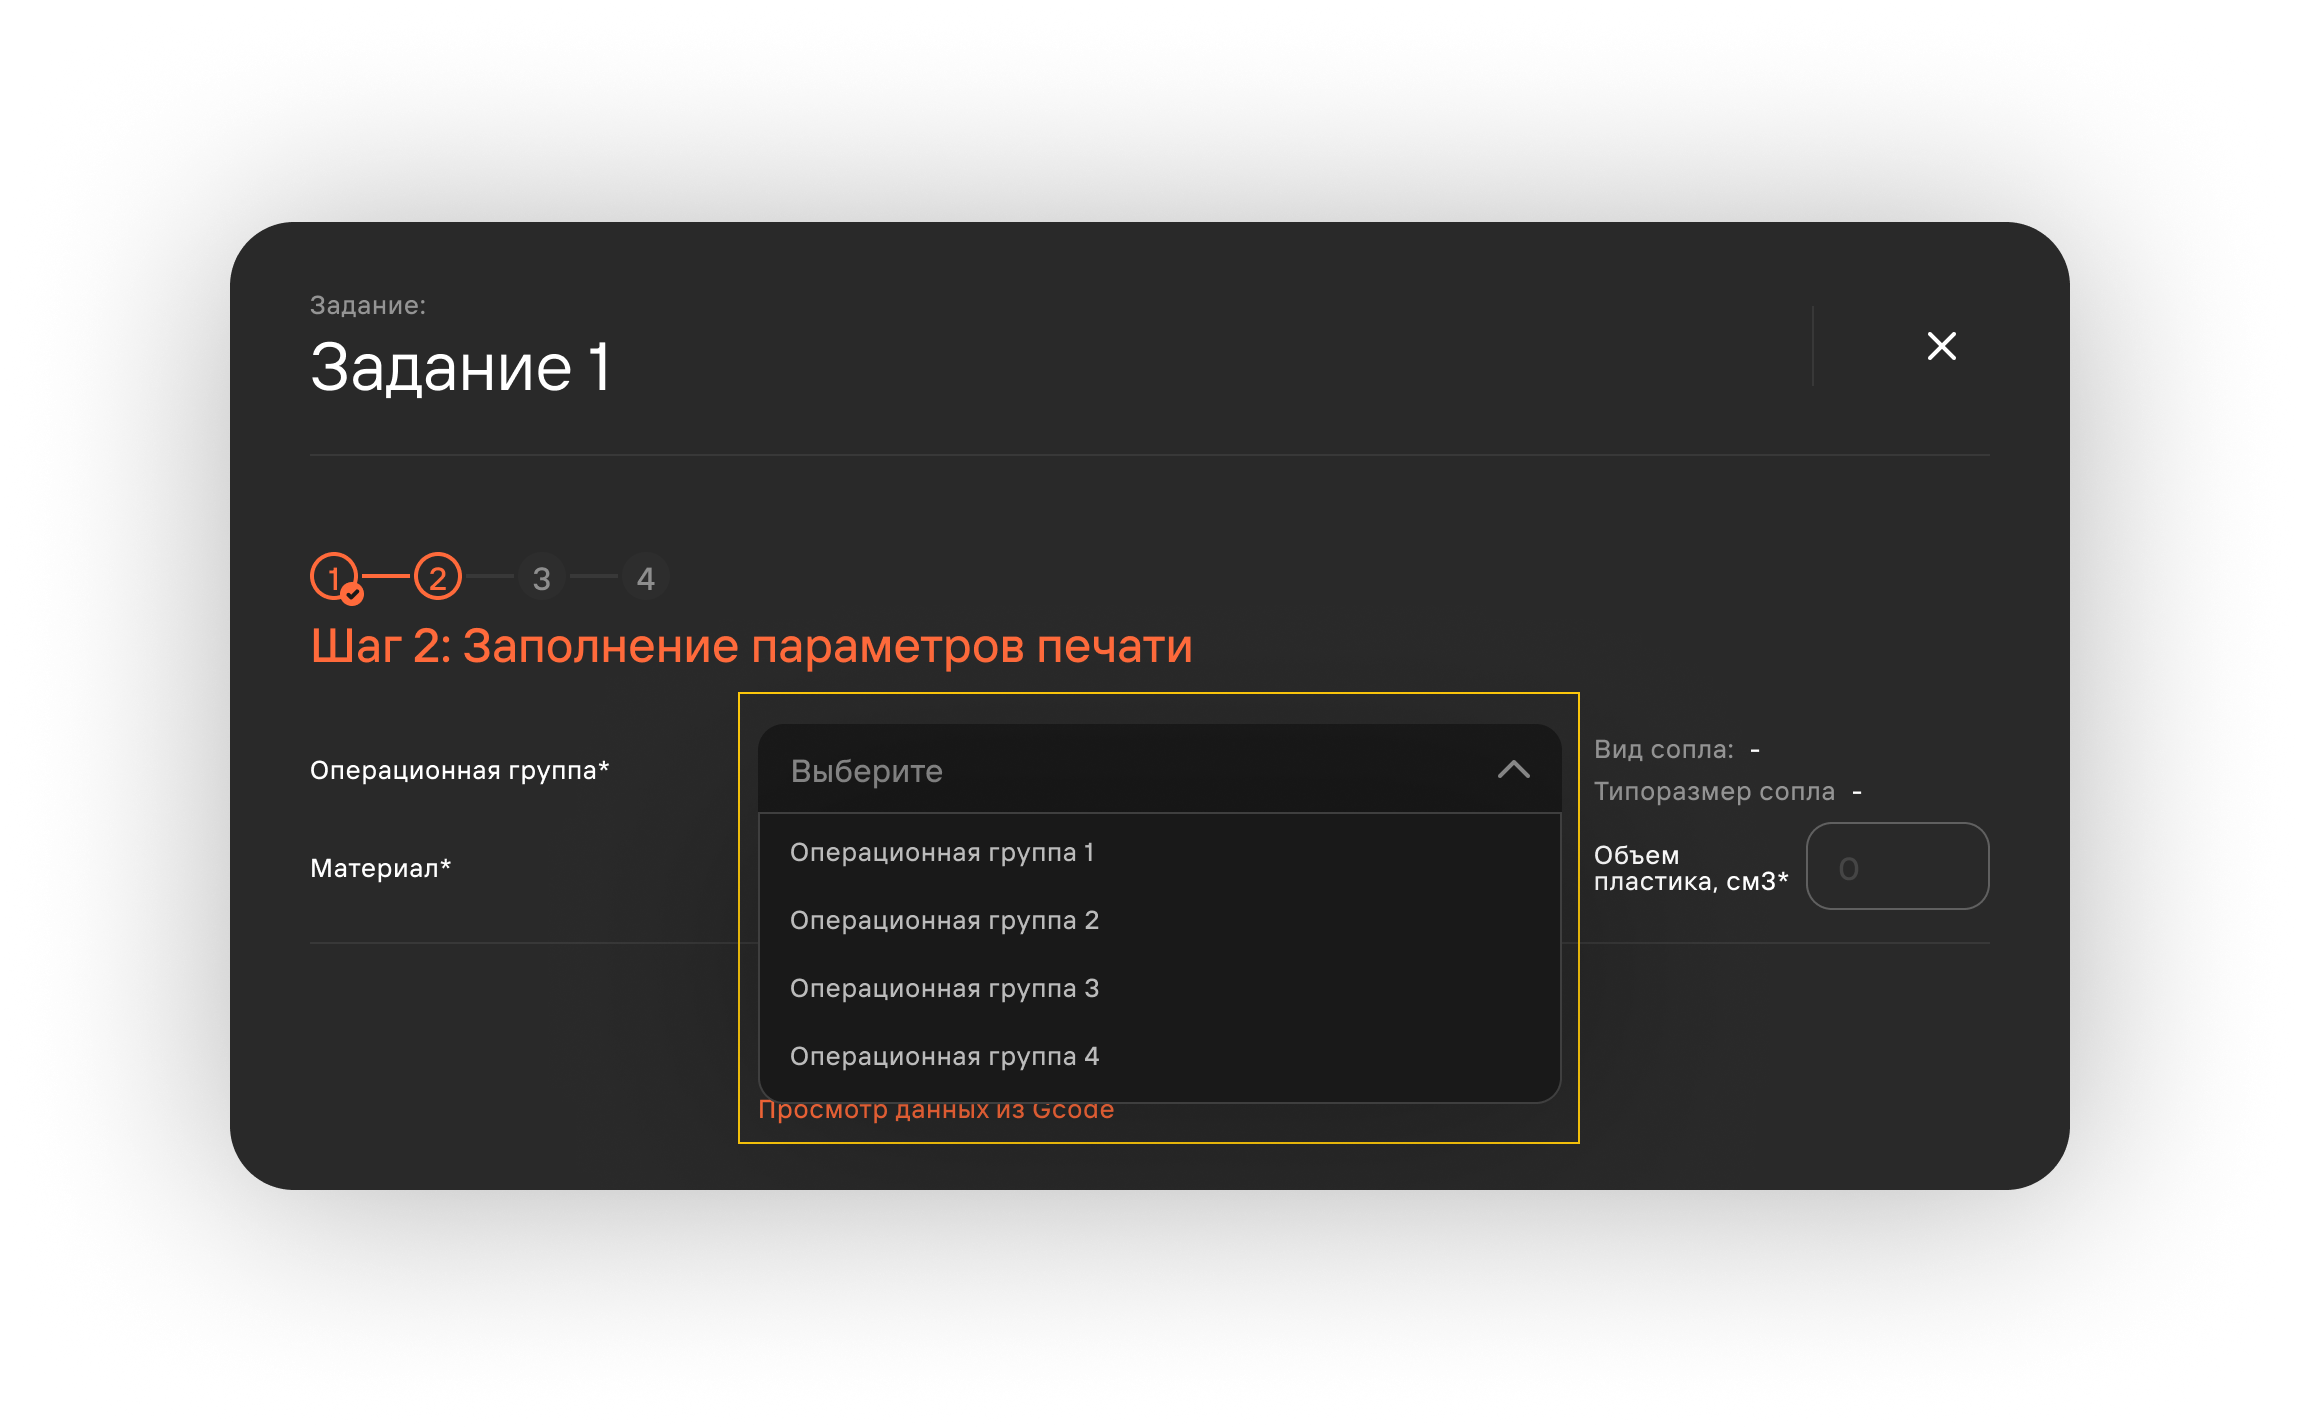 Задание:
Задание 1
1 2 3 4
Шаг 2: Заполнение параметров печати
Операционная группа*
Выберите
Вид сопла: -
Типоразмер сопла -
Материал*
Операционная группа 1
Операционная группа 2
Операционная группа 3
Операционная группа 4
Объем
пластика, см3*
0
Просмотр данных из Gcode